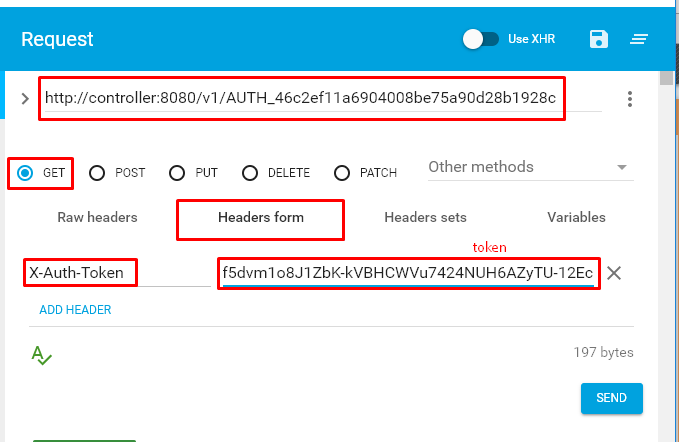 Request
Use XHR
http://controller:8080/v1/AUTH_46c2ef11a6904008be75a90d28b1928c
GET POST PUT DELETE PATCH Other methods
Raw headers Headers form Headers sets Variables
token
X-Auth-Token f5dvm1o8J1ZbK-kVBHCWVu7424NUH6AZyTU-12Ec
ADD HEADER
A 197 bytes
SEND